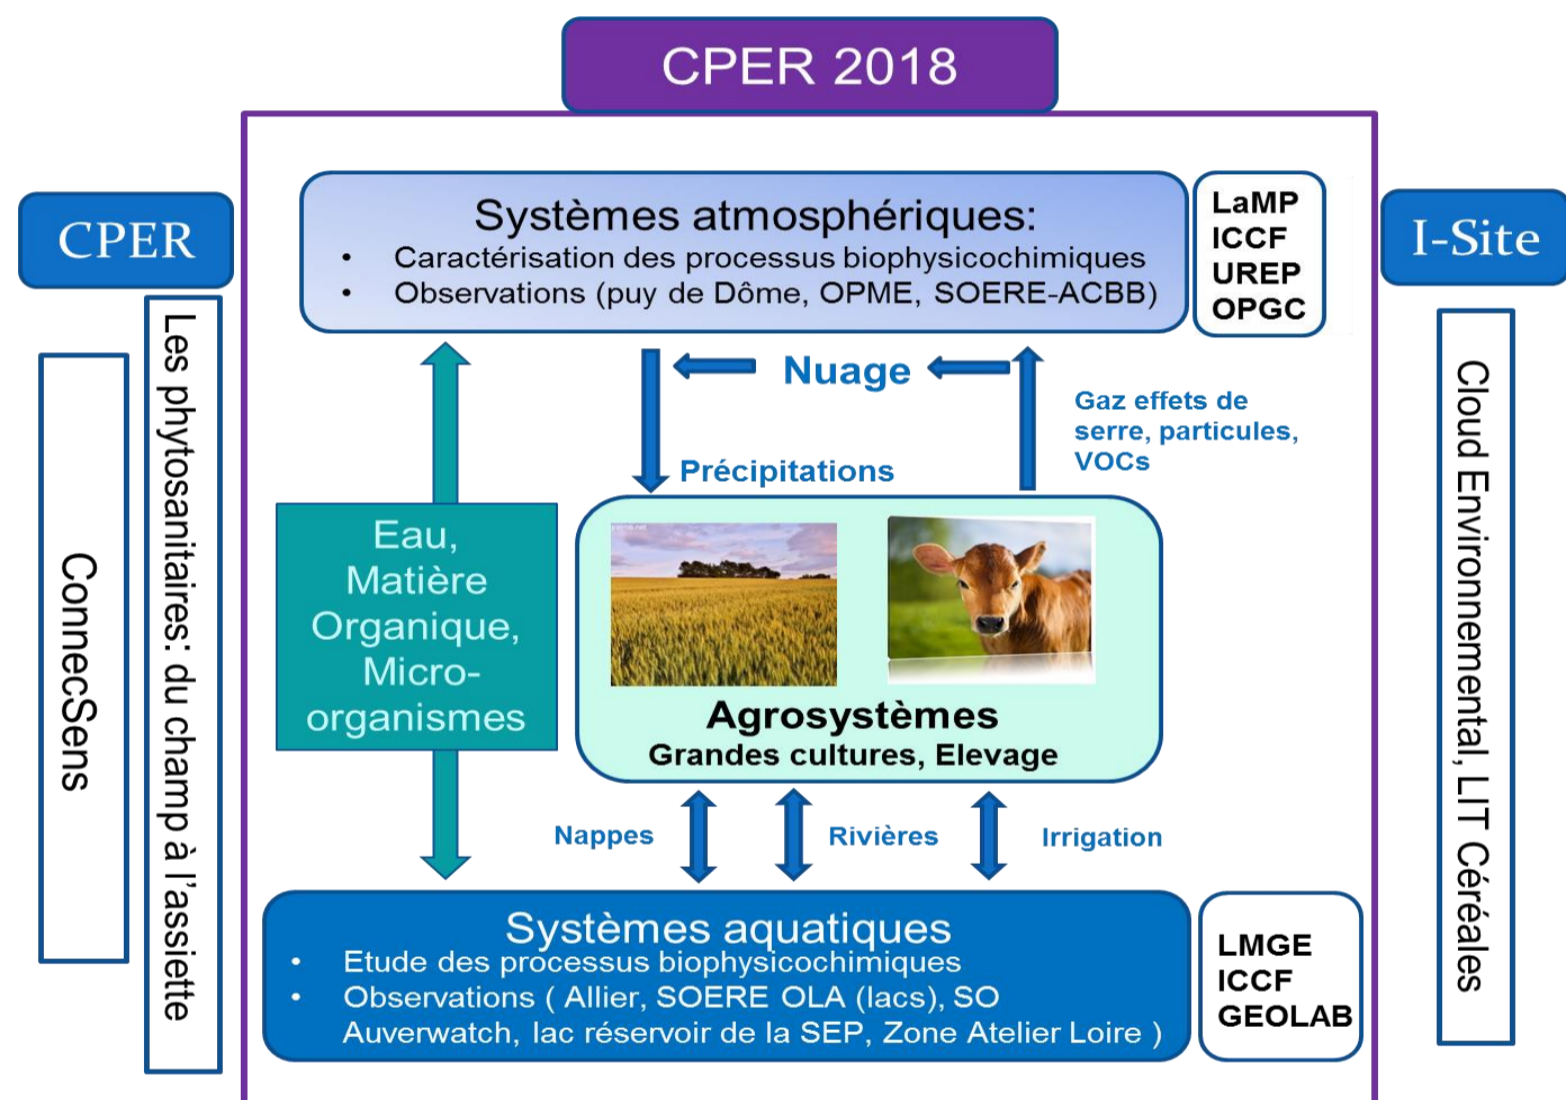 CPER 2018
CPER
Les phytosanitaires: du champ à l'assiette
ConnecSens
Systèmes atmosphériques:
• Caractérisation des processus biophysicochimiques
• Observations (puy de Dôme, OPME, SOERE-ACBB)
LaMP
ICCF
UREP
OPGC
I-Site
Cloud Environnemental, LIT Céréales
Nuage
Gaz effets de
serre, particules,
VOCs
Précipitations
Eau,
Matière
Organique,
Micro-
organismes
Agrosystèmes
Grandes cultures, Elevage
Nappes
Rivières
Irrigation
Systèmes aquatiques
• Etude des processus biophysicochimiques
• Observations ( Allier, SOERE OLA (lacs), SO
Auverwatch, lac réservoir de la SEP, Zone Atelier Loire )
LMGE
ICCF
GEOLAB